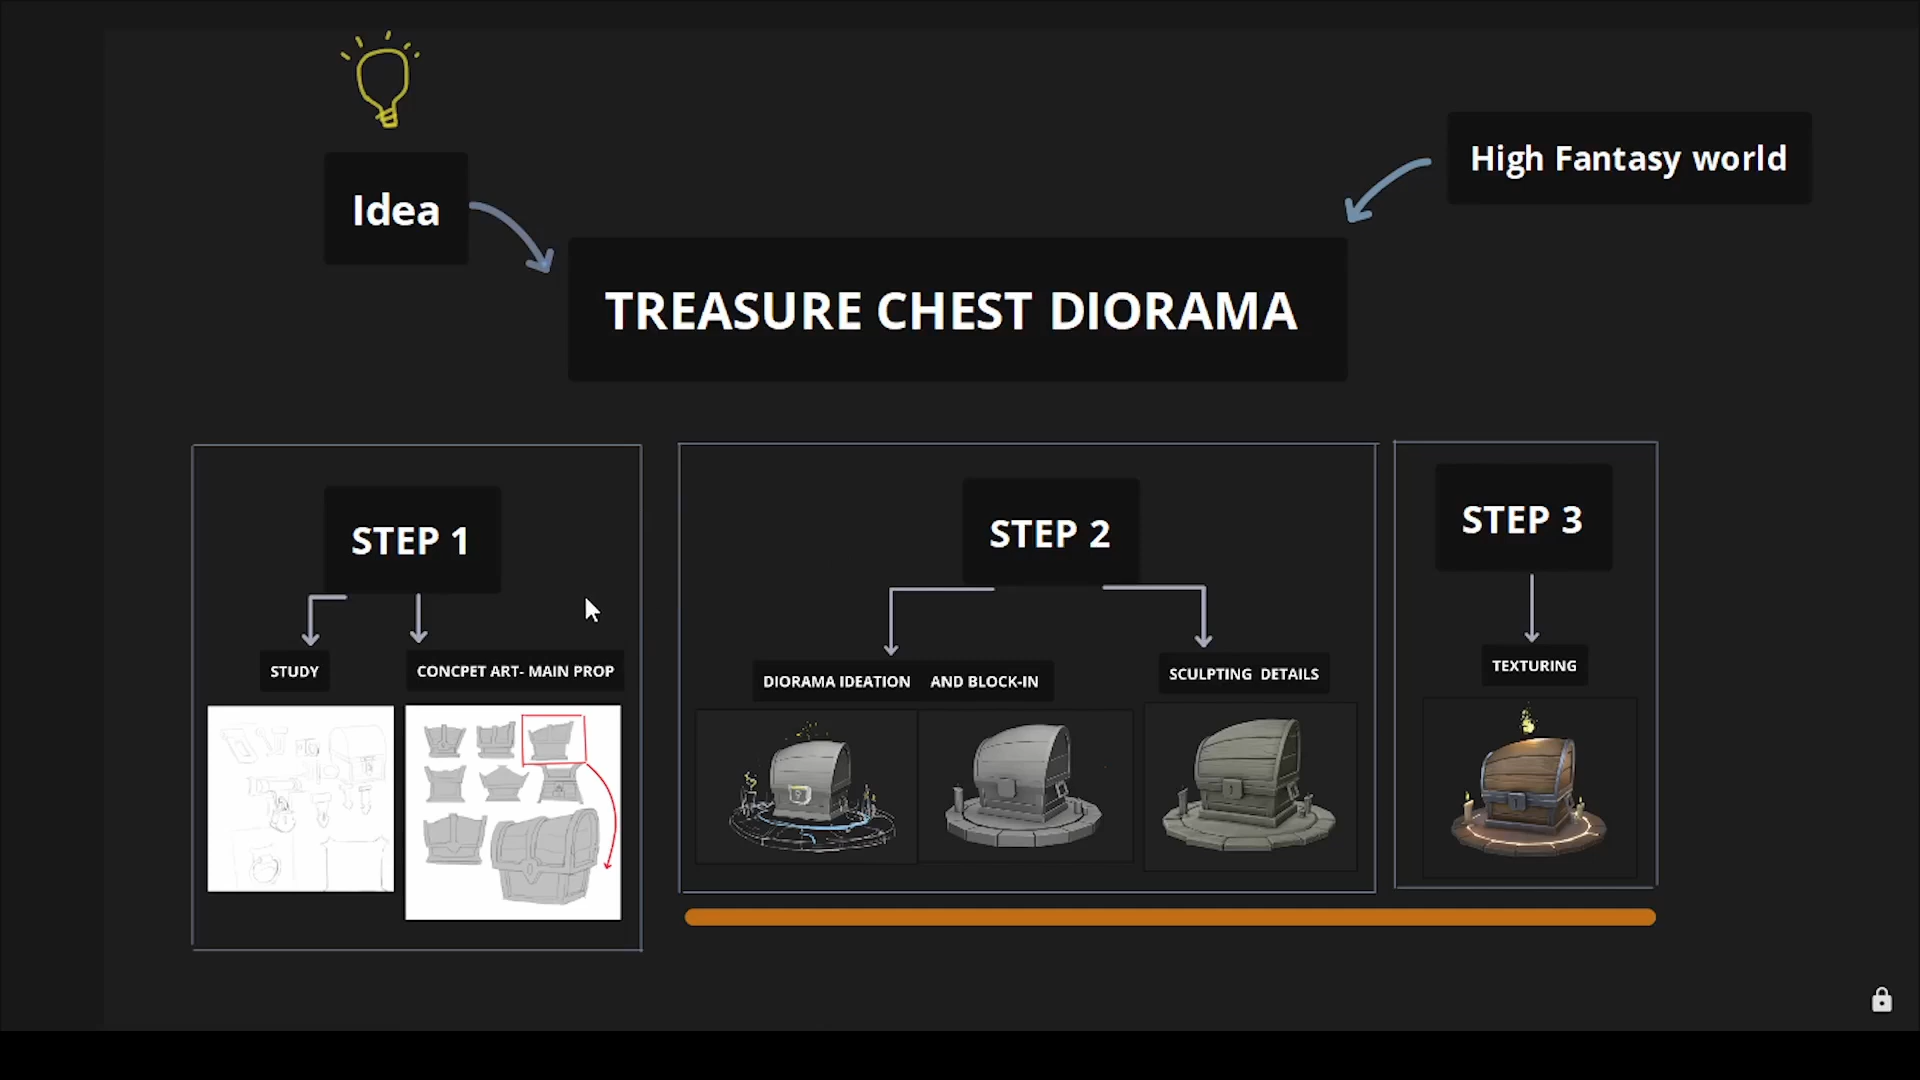 Idea
High Fantasy world
TREASURE CHEST DIORAMA
STEP 1
STUDY
CONCPET ART- MAIN PROP
STEP 2
DIORAMA IDEATION AND BLOCK-IN
SCULPTING DETAILS
STEP 3
TEXTURING